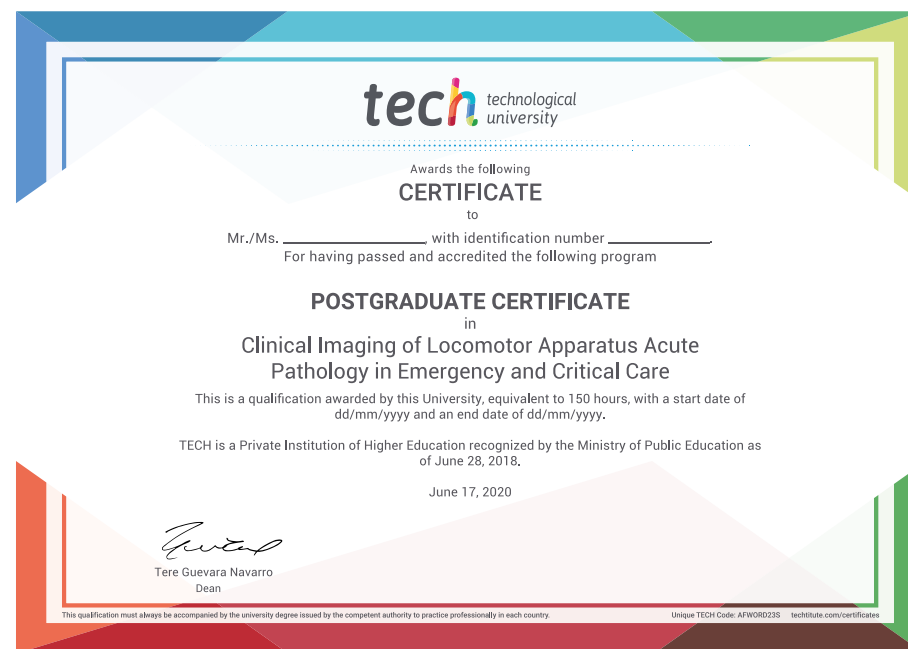 tech technological
university
Awards the following
CERTIFICATE
to
Mr./Ms. ____________, with identification number ____________.
For having passed and accredited the following program
POSTGRADUATE CERTIFICATE
in
Clinical Imaging of Locomotor Apparatus Acute
Pathology in Emergency and Critical Care
This is a qualification awarded by this University, equivalent to 150 hours, with a start date of
dd/mm/yyyy and an end date of dd/mm/yyyy.
TECH is a Private Institution of Higher Education recognized by the Ministry of Public Education as
of June 28, 2018.
June 17, 2020
Tere Guevara Navarro
Dean
This qualification must always be accompanied by the university degree issued by the competent authority to practice professionally in each country.
Unique TECH Code: AFWORD23S techtitute.com/certificates